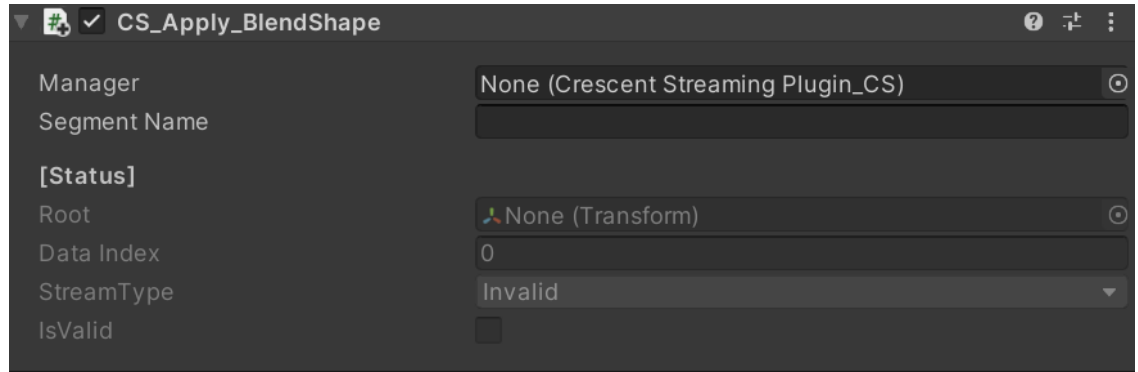 CS_Apply_BlendShape
Manager None (Crescent Streaming Plugin_CS)
Segment Name
[Status]
Root None (Transform)
Data Index 0
StreamType Invalid
IsValid